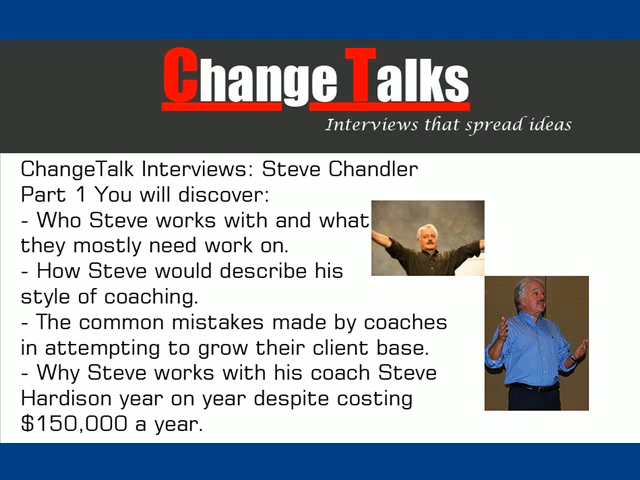 Change Talks
Interviews that spread ideas
ChangeTalk Interviews: Steve Chandler
Part 1 You will discover:
- Who Steve works with and what
they mostly need work on.
- How Steve would describe his
style of coaching.
- The common mistakes made by coaches
in attempting to grow their client base.
- Why Steve works with his coach Steve
Hardison year on year despite costing
$150,000 a year.